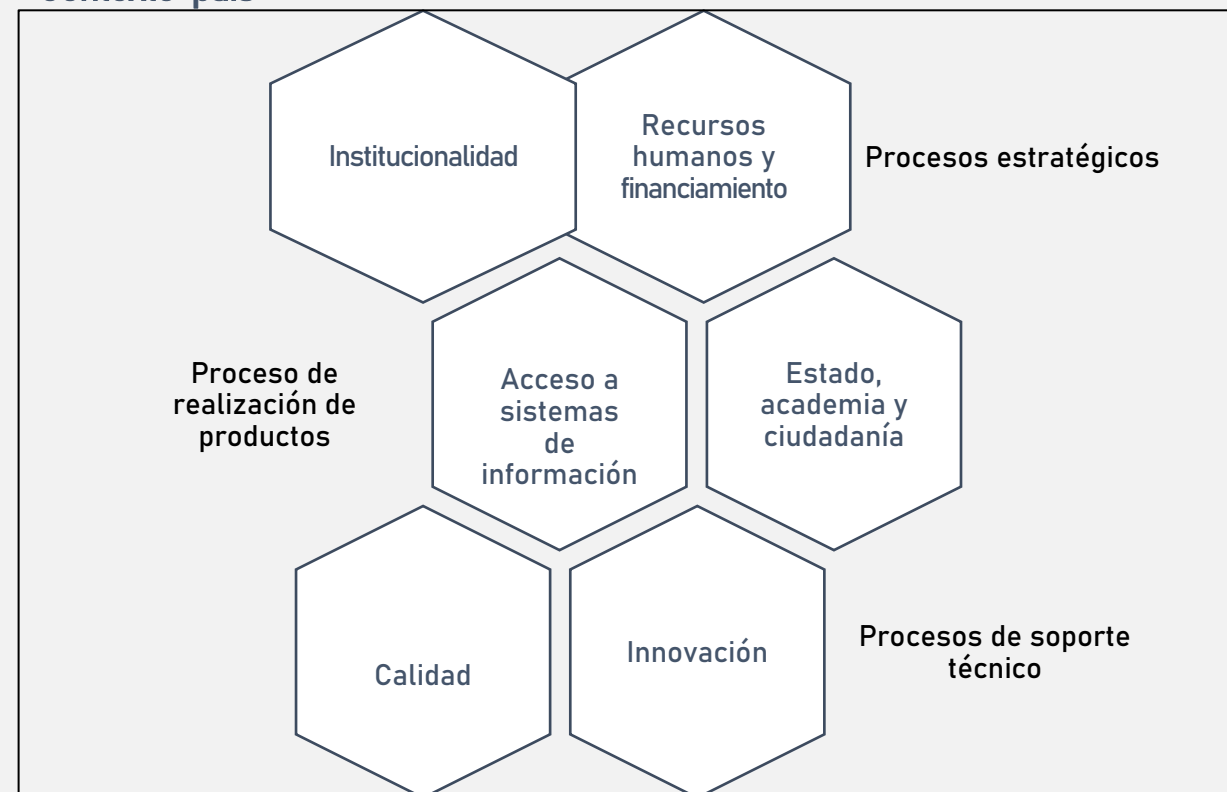 Institucionalidad
Recursos
humanos y
financiamiento
Procesos estratégicos
Proceso de
realización de
productos
Acceso a
sistemas
de
información
Estado,
academia y
ciudadanía
Calidad
Innovación
Procesos de soporte
técnico